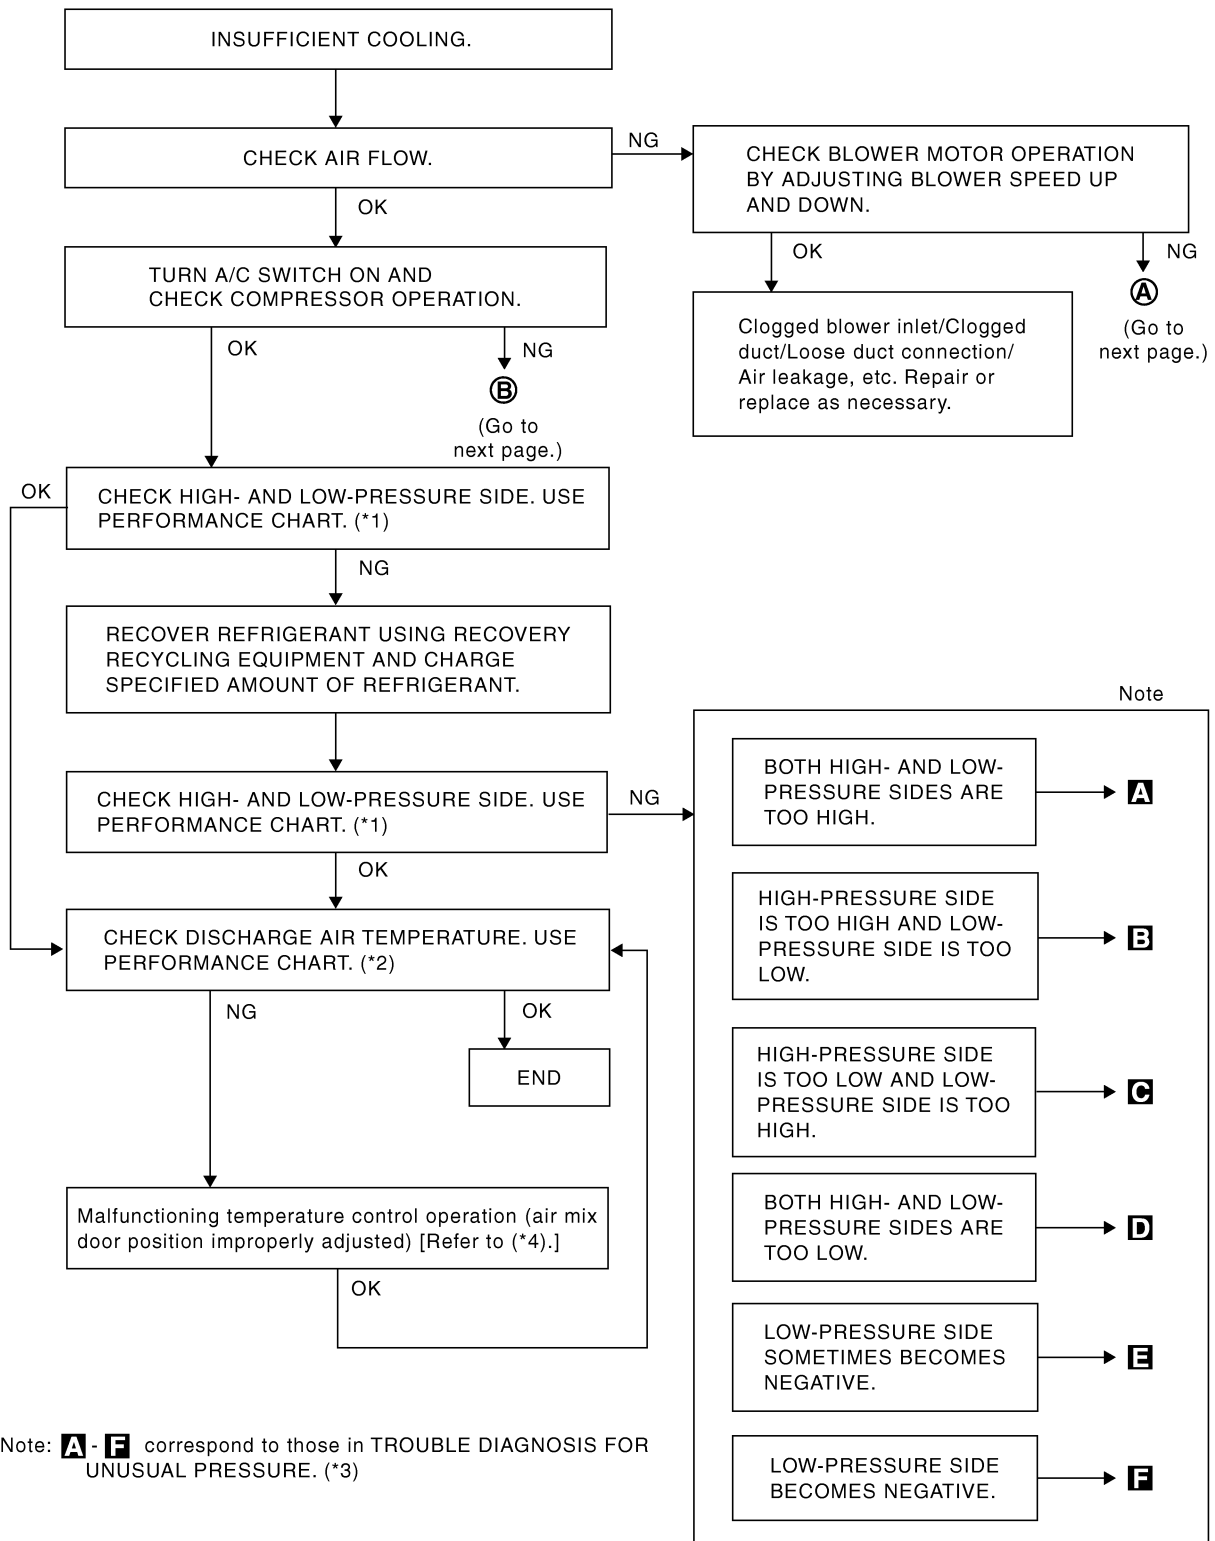 INSUFFICIENT COOLING.
CHECK AIR FLOW.
NG
CHECK BLOWER MOTOR OPERATION
BY ADJUSTING BLOWER SPEED UP
AND DOWN.
OK
OK
NG
TURN A/C SWITCH ON AND
CHECK COMPRESSOR OPERATION.
A
(Go to
next page.)
Clogged blower inlet/Clogged
duct/Loose duct connection/
Air leakage, etc. Repair or
replace as necessary.
OK
NG
B
(Go to
next page.)
OK
CHECK HIGH- AND LOW-PRESSURE SIDE. USE
PERFORMANCE CHART. (*1)
NG
RECOVER REFRIGERANT USING RECOVERY
RECYCLING EQUIPMENT AND CHARGE
SPECIFIED AMOUNT OF REFRIGERANT.
CHECK HIGH- AND LOW-PRESSURE SIDE. USE
PERFORMANCE CHART. (*1)
NG
OK
CHECK DISCHARGE AIR TEMPERATURE. USE
PERFORMANCE CHART. (*2)
NG
OK
END
Malfunctioning temperature control operation (air mix
door position improperly adjusted) [Refer to (*4).]
OK
Note
BOTH HIGH- AND LOW-
PRESSURE SIDES ARE
TOO HIGH.
A
HIGH-PRESSURE SIDE
IS TOO HIGH AND LOW-
PRESSURE SIDE IS TOO
LOW.
B
HIGH-PRESSURE SIDE
IS TOO LOW AND LOW-
PRESSURE SIDE IS TOO
HIGH.
C
BOTH HIGH- AND LOW-
PRESSURE SIDES ARE
TOO LOW.
D
LOW-PRESSURE SIDE
SOMETIMES BECOMES
NEGATIVE.
E
LOW-PRESSURE SIDE
BECOMES NEGATIVE.
F
Note: A - F correspond to those in TROUBLE DIAGNOSIS FOR
UNUSUAL PRESSURE. (*3)